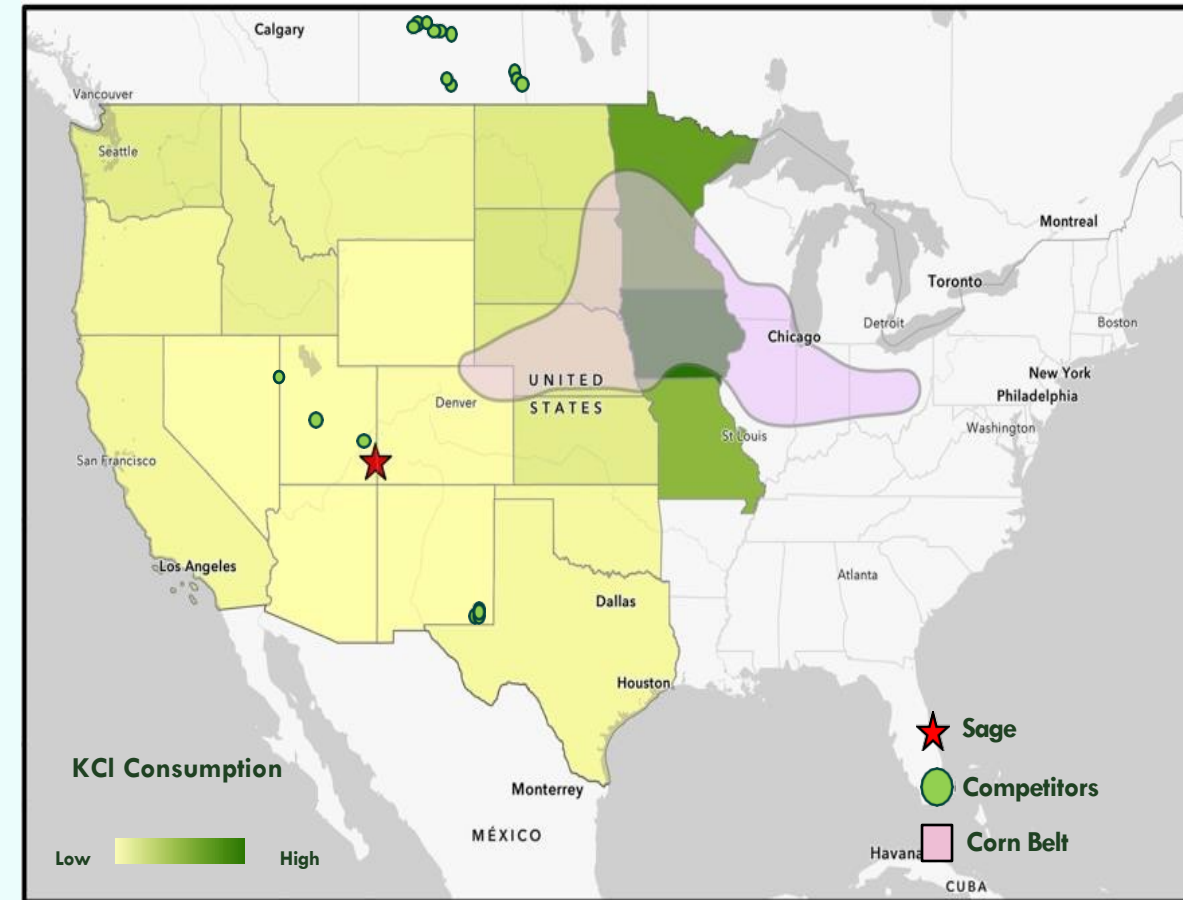 Calgary
Vancouver
Seattle
Montreal
Toronto
Detroit
Boston
Chicago
New York
Philadelphia
UNITED
STATES
Denver
St Louis
Washington
San Francisco
Los Angeles
Atlanta
Dallas
Houston
Monterrey
MÉXICO
Havana
CUBA
KCl Consumption
Low
High
Sage
Competitors
Corn Belt